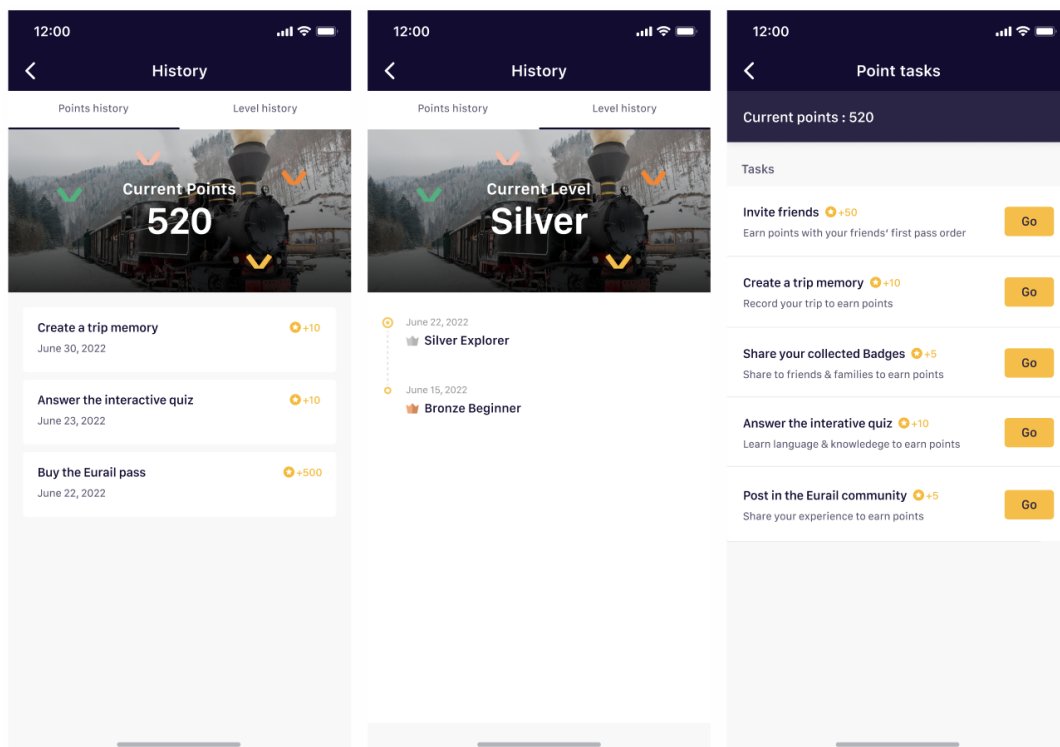 12:00
History
Points history
Level history
Current Points
520
Create a trip memory
+10
June 30, 2022
Answer the interactive quiz
+10
June 23, 2022
Buy the Eurail pass
+500
June 22, 2022
12:00
History
Points history
Level history
Current Level
Silver
June 22, 2022
Silver Explorer
June 15, 2022
Bronze Beginner
12:00
Point tasks
Current points : 520
Tasks
Invite friends +50
Earn points with your friends' first pass order
Go
Create a trip memory +10
Record your trip to earn points
Go
Share your collected Badges +5
Share to friends & families to earn points
Go
Answer the interative quiz +10
Learn language & knowledege to earn points
Go
Post in the Eurail community +5
Share your experience to earn points
Go